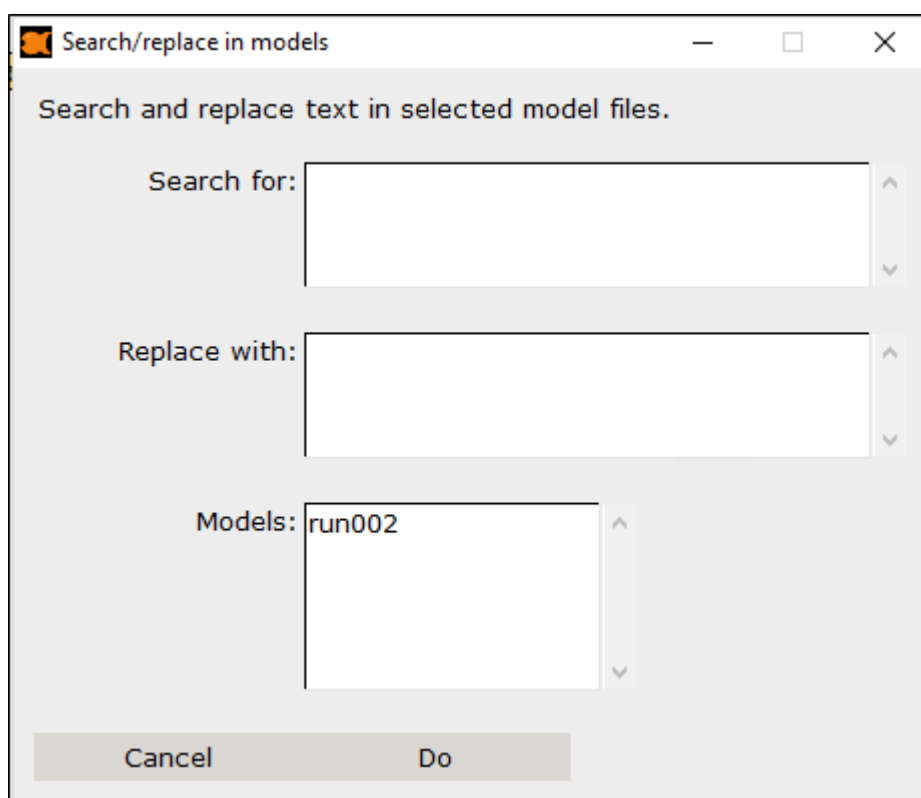 Search/replace in models
Search and replace text in selected model files.
Search for:
Replace with:
Models: run002
Cancel Do